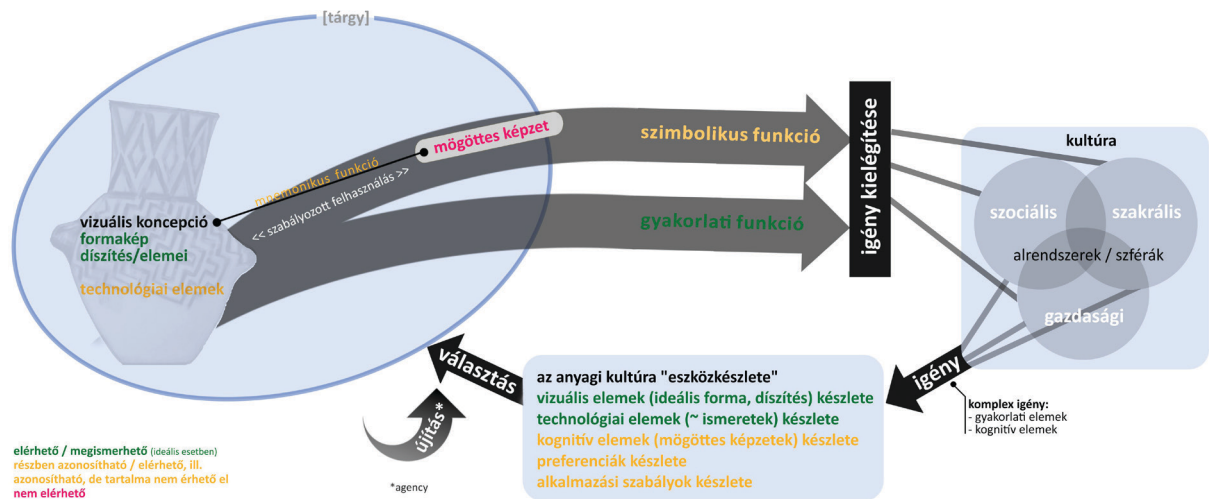 [tárgy]
mögöttes képzet
mnemonikus funkció
<< szabályozott felhasználás >>
vizuális koncepció
formakép
díszítés/elemei
technológiai elemek
szimbolikus funkció
gyakorlati funkció
igény kielégítése
kultúra
szociális
szakrális
alrendszerek / szférák
gazdasági
igény
komplex igény:
- gyakorlati elemek
- kognitív elemek
az anyagi kultúra "eszközkészlete"
vizuális elemek (ideális forma, díszítés) készlete
technológiai elemek (~ ismeretek) készlete
kognitív elemek (mögöttes képzetek) készlete
preferenciák készlete
alkalmazási szabályok készlete
választás
újítás*
*agency
elérhető / megismerhető (ideális esetben)
részben azonosítható / elérhető, ill.
azonosítható, de tartalma nem érhető el
nem elérhető